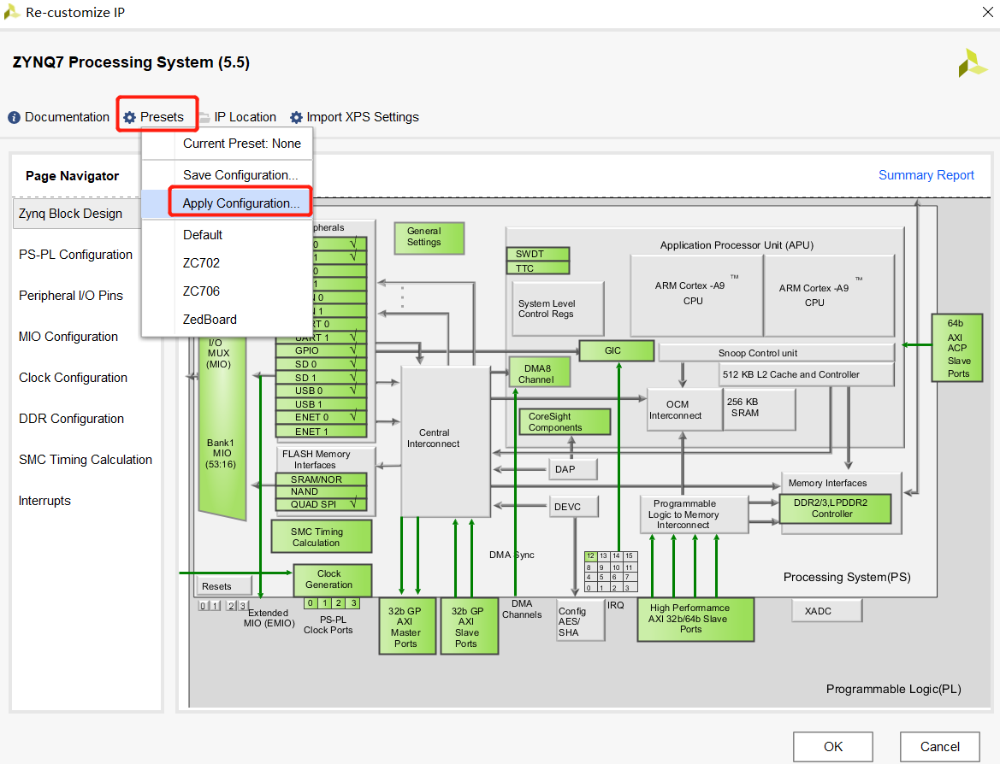 Re-customize IP
ZYNQ7 Processing System (5.5)
Documentation
Presets
IP Location
Import XPS Settings
Current Preset: None
Save Configuration...
Apply Configuration...
Default
ZC702
ZC706
ZedBoard
Page Navigator
Zynq Block Design
PS-PL Configuration
Peripheral I/O Pins
MIO Configuration
Clock Configuration
DDR Configuration
SMC Timing Calculation
Interrupts
Summary Report
pherals
0
1
0
1
N 0
1
RT 0
UART 1
GPIO
SD 0
SD 1
USB 0
USB 1
ENET 0
ENET 1
I/O
MUX
(MIO)
Bank1
MIO
(53:16)
FLASH Memory
Interfaces
SRAM/NOR
NAND
QUAD SPI
SMC Timing
Calculation
Clock
Generation
Resets
0 1 2 3
Extended
MIO (EMIO)
0 1 2 3
PS-PL
Clock Ports
General
Settings
Central
Interconnect
32b GP
AXI
Master
Ports
32b GP
AXI
Slave
Ports
Application Processor Unit (APU)
SWDT
TTC
System Level
Control Regs
ARM Cortex -A9
TM
CPU
ARM Cortex -A9
TM
CPU
GIC
Snoop Control unit
512 KB L2 Cache and Controller
DMA8
Channel
CoreSight
Components
OCM
Interconnect
256 KB
SRAM
DAP
DEVC
64b
AXI
ACP
Slave
Ports
Memory Interfaces
DDR2/3,LPDDR2
Controller
Programmable
Logic to Memory
Interconnect
DMA Sync
12 13 14 15
8 9 10 11
4 5 6 7
0 1 2 3
IRQ
DMA
Channels
Config
AES/
SHA
High Performamce
AXI 32b/64b Slave
Ports
Processing System(PS)
XADC
Programmable Logic(PL)
OK
Cancel